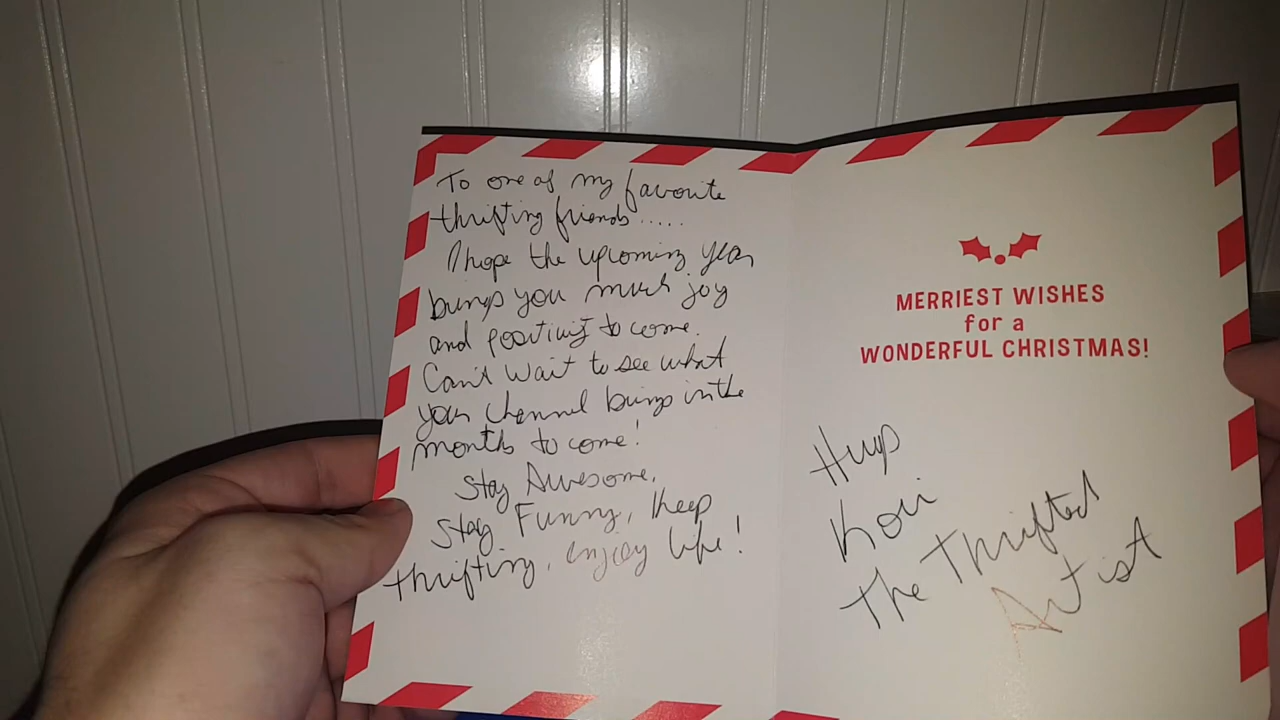 To one of my favorite
thrifting friends.....
I hope the upcoming year
brings you much joy
and positivity to come.
Can't wait to see what
your channel brings in the
months to come!
Stay Awesome,
Stay Funny, Keep
thrifting, enjoy life!
MERRIEST WISHES
for a
WONDERFUL CHRISTMAS!
Hugs
Kori
The Thrifted
Artist